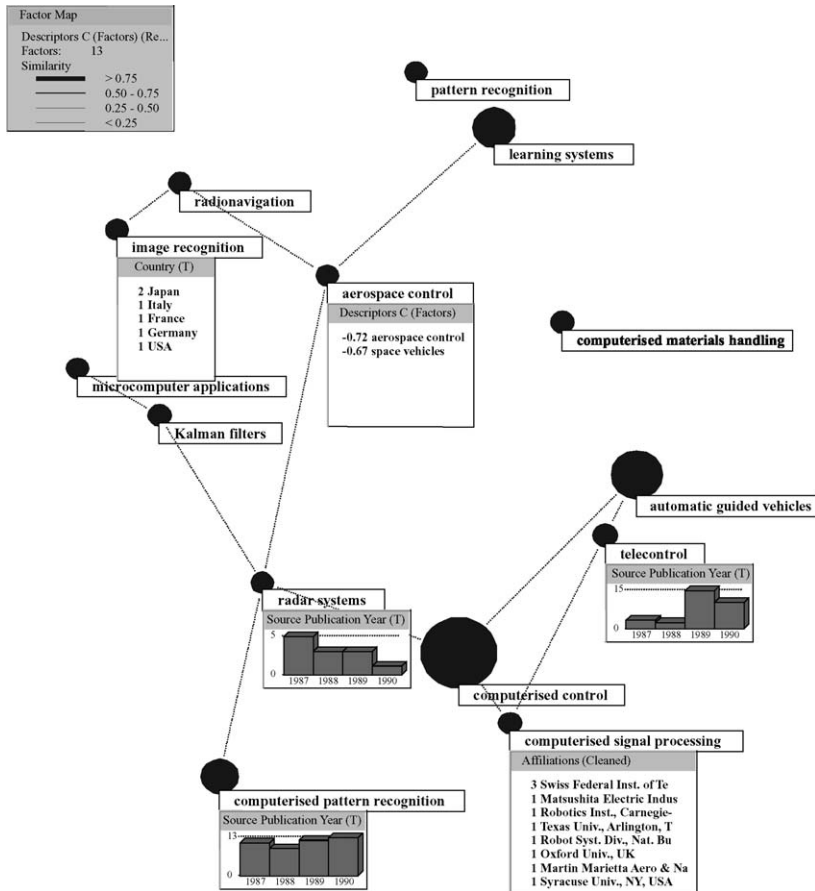 Factor Map
Descriptors C (Factors) (Re...
Factors: 13
Similarity
> 0.75
0.50 - 0.75
0.25 - 0.50
< 0.25
pattern recognition
learning systems
radionavigation
image recognition
Country (T)
2 Japan
1 Italy
1 France
1 Germany
1 USA
aerospace control
Descriptors C (Factors)
-0.72 aerospace control
-0.67 space vehicles
computerised materials handling
microcomputer applications
Kalman filters
automatic guided vehicles
telecontrol
Source Publication Year (T)
15
0
1987 1988 1989 1990
radar systems
Source Publication Year (T)
5
0
1987 1988 1989 1990
computerised control
computerised signal processing
Affiliations (Cleaned)
3 Swiss Federal Inst. of Te
1 Matsushita Electric Indus
1 Robotics Inst., Carnegie-
1 Texas Univ., Arlington, T
1 Robot Syst. Div., Nat. Bu
1 Oxford Univ., UK
1 Martin Marietta Aero & Na
1 Syracuse Univ., NY, USA
computerised pattern recognition
Source Publication Year (T)
13
0
1987 1988 1989 1990